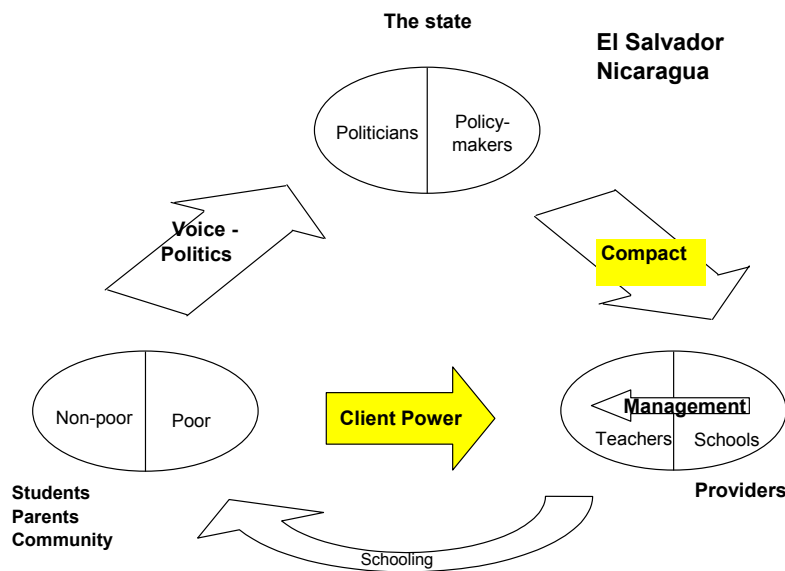 The state
El Salvador
Nicaragua
Politicians
Policy-
makers
Voice -
Politics
Compact
Non-poor
Poor
Client Power
Management
Teachers
Schools
Students
Parents
Community
Providers
Schooling